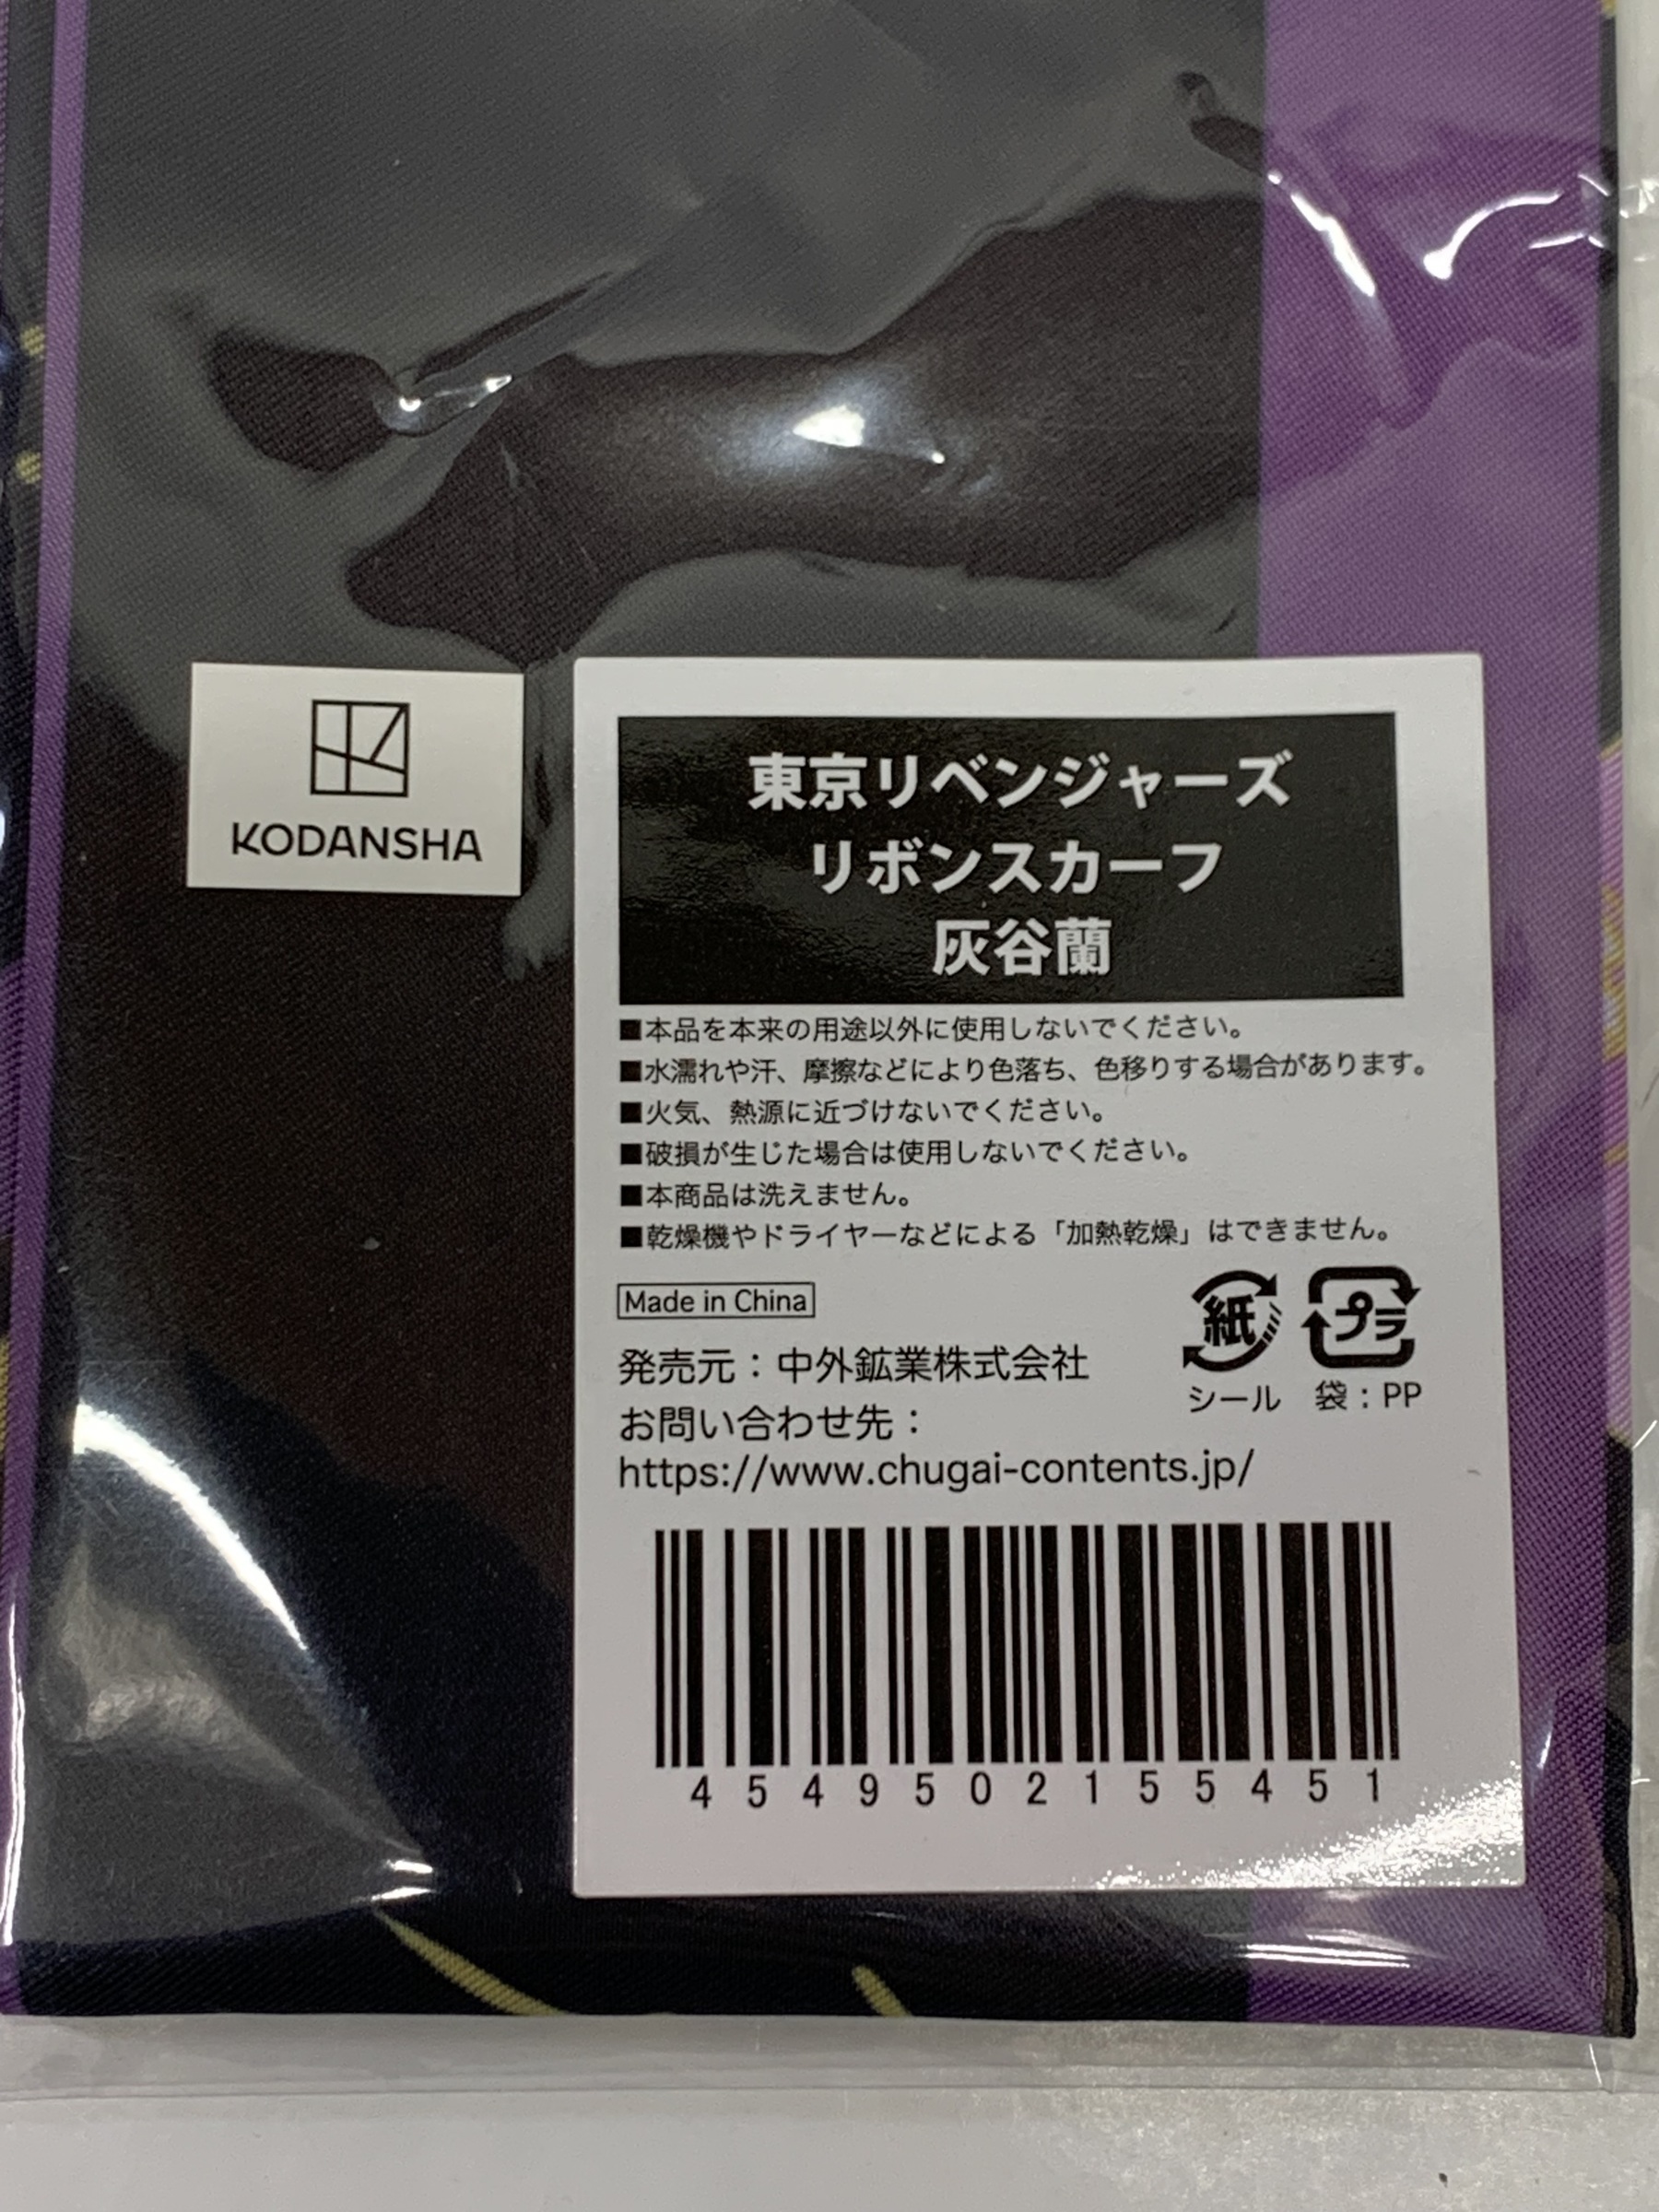 KODANSHA
東京リベンジャーズ
リボンスカーフ
灰谷蘭
■本品を本来の用途以外に使用しないでください。
■水濡れや汗、摩擦などにより色落ち、色移りする場合があります。
■火気、熱源に近づけないでください。
■破損が生じた場合は使用しないでください。
■本商品は洗えません。
■乾燥機やドライヤーなどによる「加熱乾燥」はできません。
Made in China
紙 プラ
シール 袋：PP
発売元：中外鉱業株式会社
お問い合わせ先：
https://www.chugai-contents.jp/
4549502155451